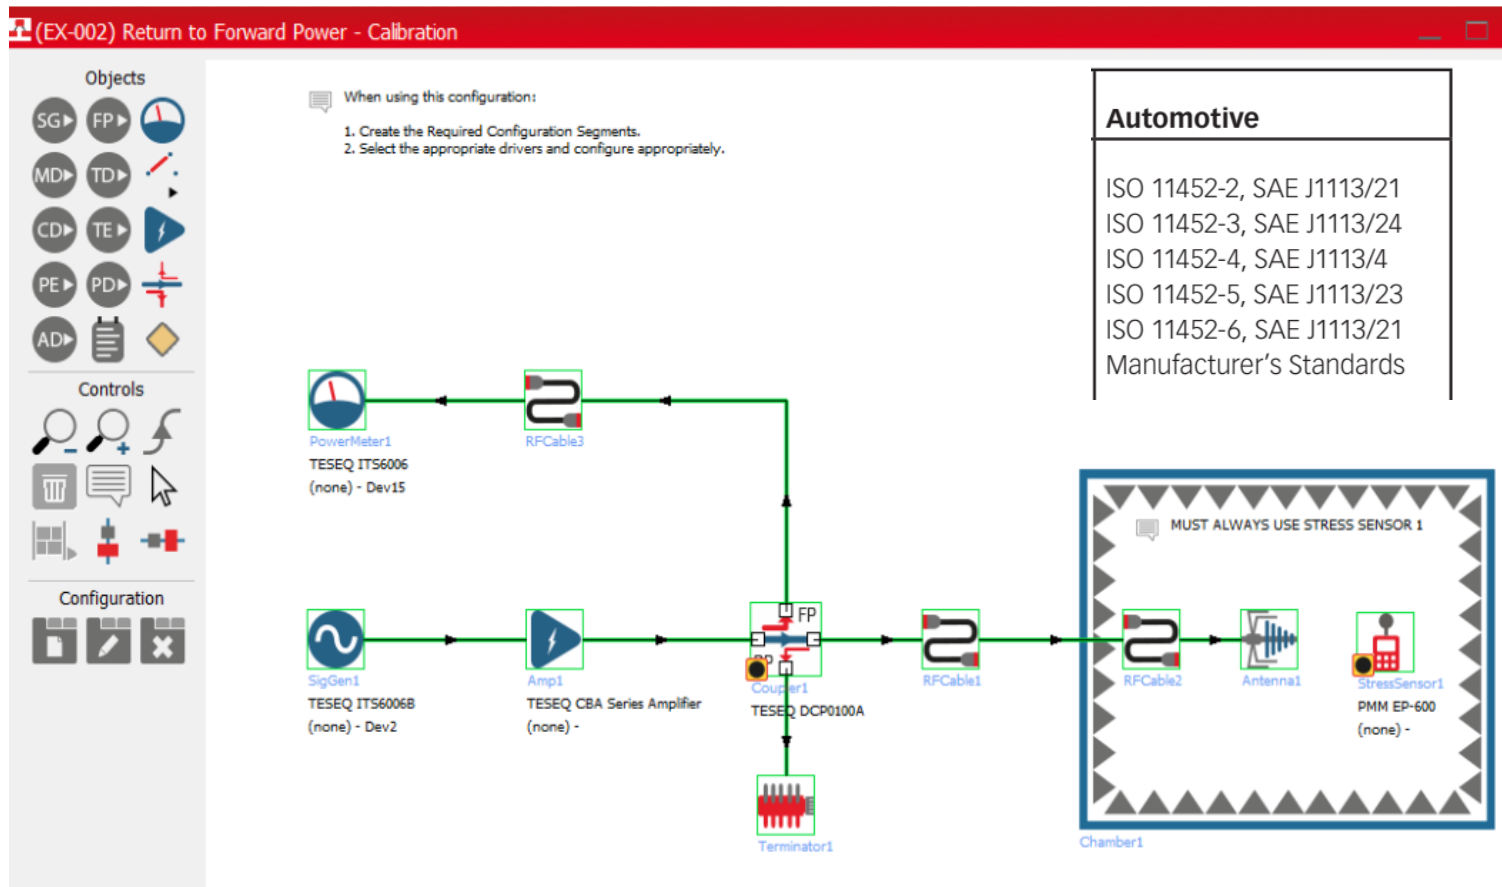 (EX-002) Return to Forward Power - Calibration
Objects
SG
FP
MD
TD
CD
TE
PE
PD
AD
Controls
Configuration
When using this configuration:
1. Create the Required Configuration Segments.
2. Select the appropriate drivers and configure appropriately.
Automotive
ISO 11452-2, SAE J1113/21
ISO 11452-3, SAE J1113/24
ISO 11452-4, SAE J1113/4
ISO 11452-5, SAE J1113/23
ISO 11452-6, SAE J1113/21
Manufacturer's Standards
PowerMeter1
TESEQ ITS6006
(none) - Dev15
RFCable3
MUST ALWAYS USE STRESS SENSOR 1
SigGen1
TESEQ ITS6006B
(none) - Dev2
Amp1
TESEQ CBA Series Amplifier
(none) -
FP
RP
Coupler1
TESEQ DCP0100A
RFCable1
RFCable2
Antenna1
StressSensor1
PMM EP-600
(none) -
Terminator1
Chamber1